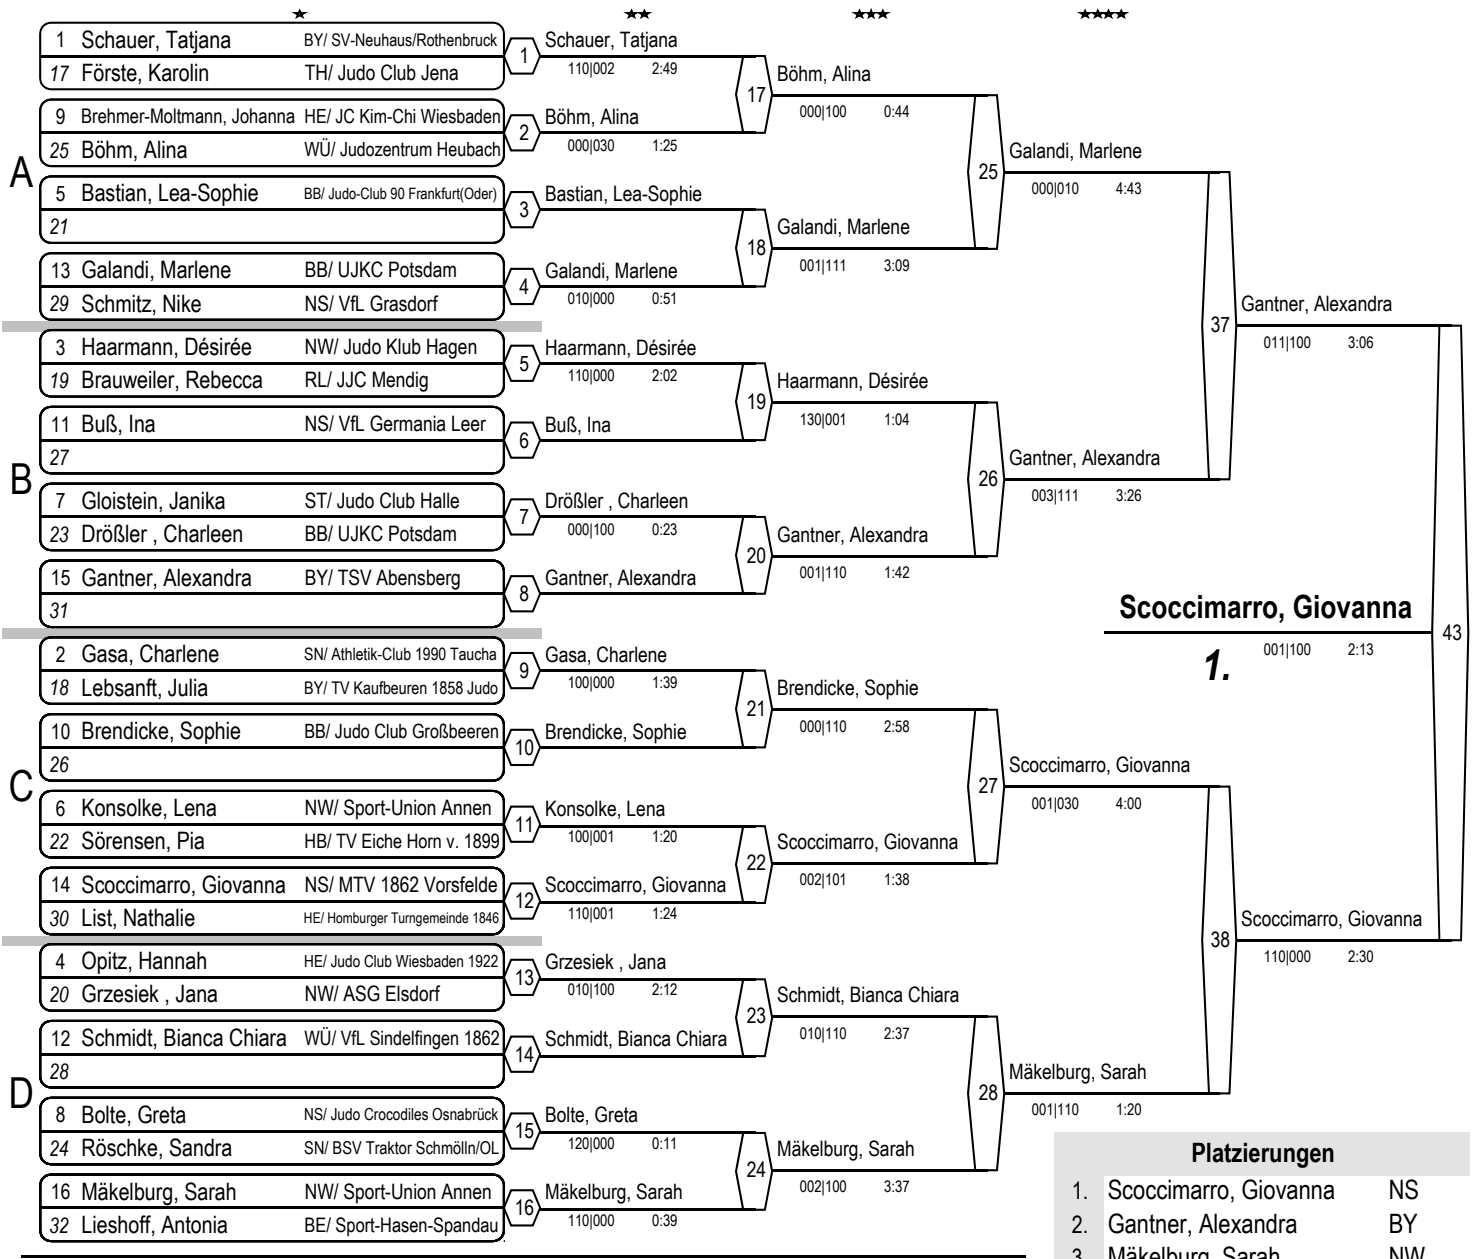 ★ ★★ ★★★ ★★★★
A
1 Schauer, Tatjana BY/ SV-Neuhaus/Rothenbruck
17 Förste, Karolin TH/ Judo Club Jena
9 Brehmer-Moltmann, Johanna HE/ JC Kim-Chi Wiesbaden
25 Böhm, Alina WÜ/ Judozentrum Heubach
5 Bastian, Lea-Sophie BB/ Judo-Club 90 Frankfurt(Oder)
21
13 Galandi, Marlene BB/ UJKC Potsdam
29 Schmitz, Nike NS/ VfL Grasdorf
B
3 Haarmann, Désirée NW/ Judo Klub Hagen
19 Brauweiler, Rebecca RL/ JJC Mendig
11 Buß, Ina NS/ VfL Germania Leer
27
7 Gloistein, Janika ST/ Judo Club Halle
23 Drößler , Charleen BB/ UJKC Potsdam
15 Gantner, Alexandra BY/ TSV Abensberg
31
C
2 Gasa, Charlene SN/ Athletik-Club 1990 Taucha
18 Lebsanft, Julia BY/ TV Kaufbeuren 1858 Judo
10 Brendicke, Sophie BB/ Judo Club Großbeeren
26
6 Konsolke, Lena NW/ Sport-Union Annen
22 Sörensen, Pia HB/ TV Eiche Horn v. 1899
14 Scoccimarro, Giovanna NS/ MTV 1862 Vorsfelde
30 List, Nathalie HE/ Homburger Turngemeinde 1846
D
4 Opitz, Hannah HE/ Judo Club Wiesbaden 1922
20 Grzesiek , Jana NW/ ASG Elsdorf
12 Schmidt, Bianca Chiara WÜ/ VfL Sindelfingen 1862
28
8 Bolte, Greta NS/ Judo Crocodiles Osnabrück
24 Röschke, Sandra SN/ BSV Traktor Schmölln/OL
16 Mäkelburg, Sarah NW/ Sport-Union Annen
32 Lieshoff, Antonia BE/ Sport-Hasen-Spandau
1 Schauer, Tatjana
110|002 2:49
2 Böhm, Alina
000|030 1:25
3 Bastian, Lea-Sophie
4 Galandi, Marlene
010|000 0:51
5 Haarmann, Désirée
110|000 2:02
6 Buß, Ina
7 Drößler , Charleen
000|100 0:23
8 Gantner, Alexandra
9 Gasa, Charlene
100|000 1:39
10 Brendicke, Sophie
11 Konsolke, Lena
100|001 1:20
12 Scoccimarro, Giovanna
110|001 1:24
13 Grzesiek , Jana
010|100 2:12
14 Schmidt, Bianca Chiara
15 Bolte, Greta
120|000 0:11
16 Mäkelburg, Sarah
110|000 0:39
17 Böhm, Alina
000|100 0:44
18 Galandi, Marlene
001|111 3:09
19 Haarmann, Désirée
130|001 1:04
20 Gantner, Alexandra
001|110 1:42
21 Brendicke, Sophie
000|110 2:58
22 Scoccimarro, Giovanna
002|101 1:38
23 Schmidt, Bianca Chiara
010|110 2:37
24 Mäkelburg, Sarah
002|100 3:37
25 Galandi, Marlene
000|010 4:43
26 Gantner, Alexandra
003|111 3:26
27 Scoccimarro, Giovanna
001|030 4:00
28 Mäkelburg, Sarah
001|110 1:20
37 Gantner, Alexandra
011|100 3:06
38 Scoccimarro, Giovanna
110|000 2:30
43
Scoccimarro, Giovanna
1. 001|100 2:13
Platzierungen
1. Scoccimarro, Giovanna NS
2. Gantner, Alexandra BY
3. Mäkelburg, Sarah NW